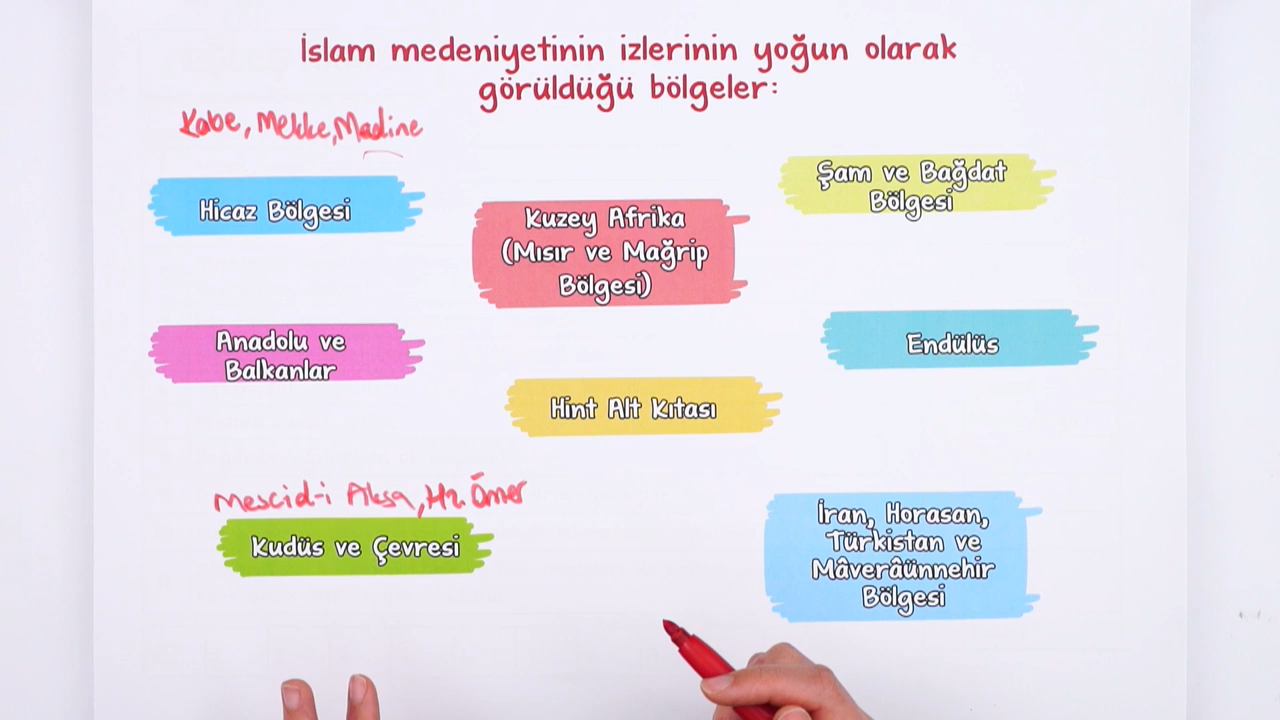 İslam medeniyetinin izlerinin yoğun olarak
görüldüğü bölgeler:
Kabe, Mekke, Madine
Hicaz Bölgesi
Kuzey Afrika
(Mısır ve Mağrip
Bölgesi)
Şam ve Bağdat
Bölgesi
Anadolu ve
Balkanlar
Endülüs
Hint Alt Kıtası
Mescid-i Aksa, Hz. Ömer
Kudüs ve Çevresi
İran, Horasan,
Türkistan ve
Mâverâünnehir
Bölgesi